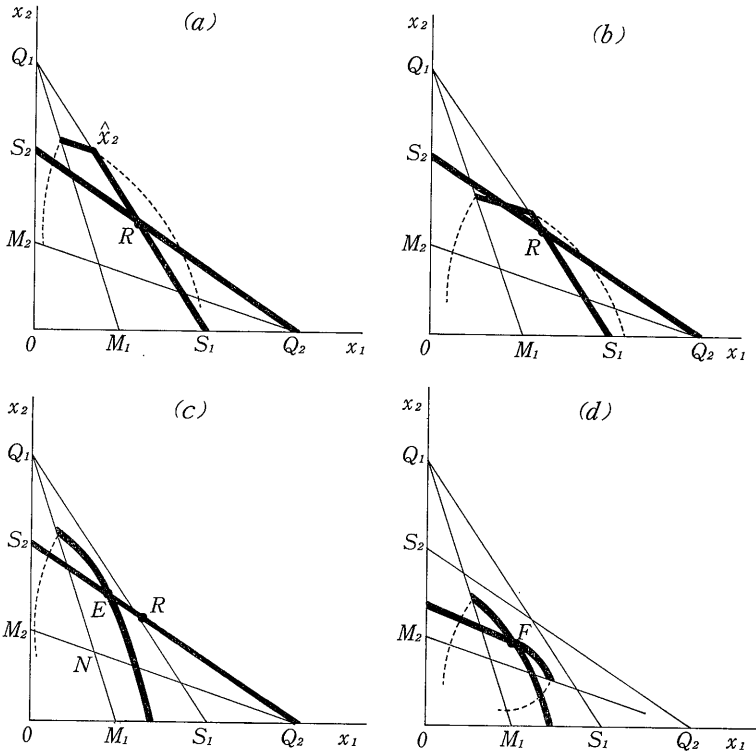 (a)
x₂
Q₁
S₂
x̂₂
R
M₂
0
M₁
S₁
Q₂
x₁
(b)
x₂
Q₁
S₂
M₂
R
0
M₁
S₁
Q₂
x₁
(c)
x₂
Q₁
S₂
E
R
M₂
N
0
M₁
S₁
Q₂
x₁
(d)
x₂
Q₁
S₂
M₂
F
0
M₁
S₁
Q₂
x₁